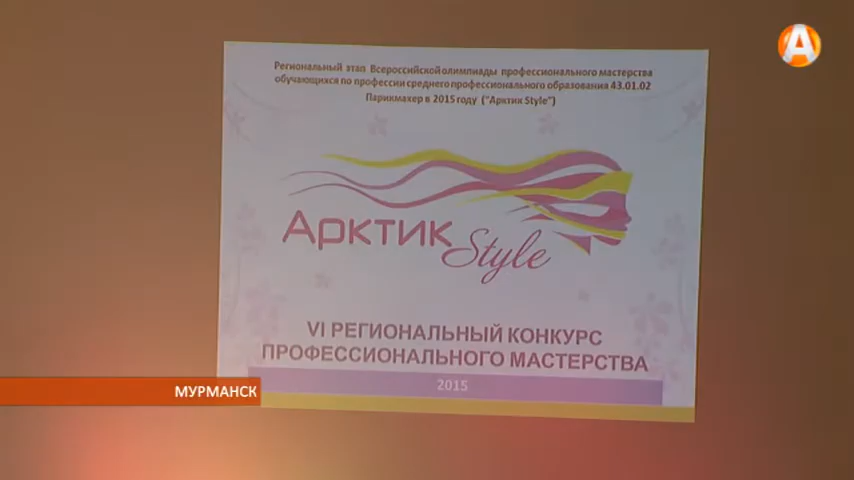 А
Региональный этап Всероссийской олимпиады профессионального мастерства
обучающихся по профессии среднего профессионального образования 43.01.02
Парикмахер в 2015 году ("Арктик Style")
Арктик
Style
VI РЕГИОНАЛЬНЫЙ КОНКУРС
ПРОФЕССИОНАЛЬНОГО МАСТЕРСТВА
2015
МУРМАНСК